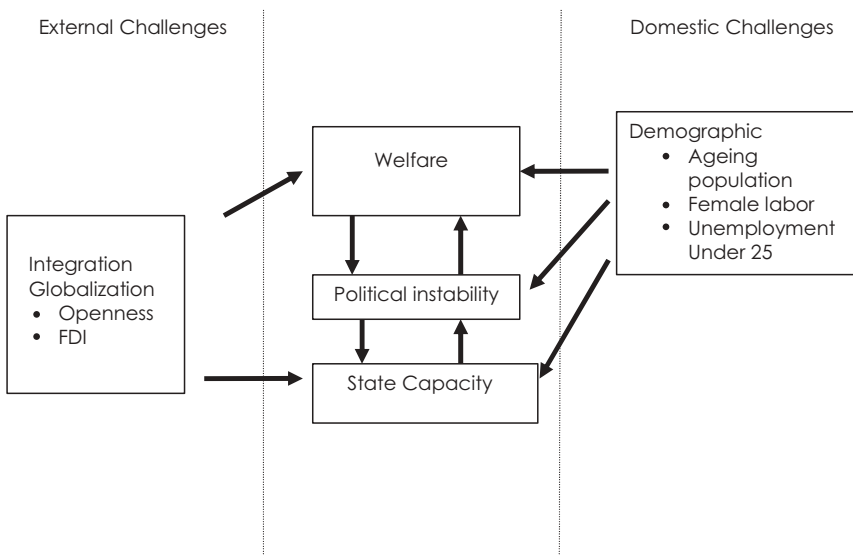 External Challenges
Domestic Challenges
Welfare
Demographic
• Ageing
population
• Female labor
• Unemployment
Under 25
Integration
Globalization
• Openness
• FDI
Political instability
State Capacity